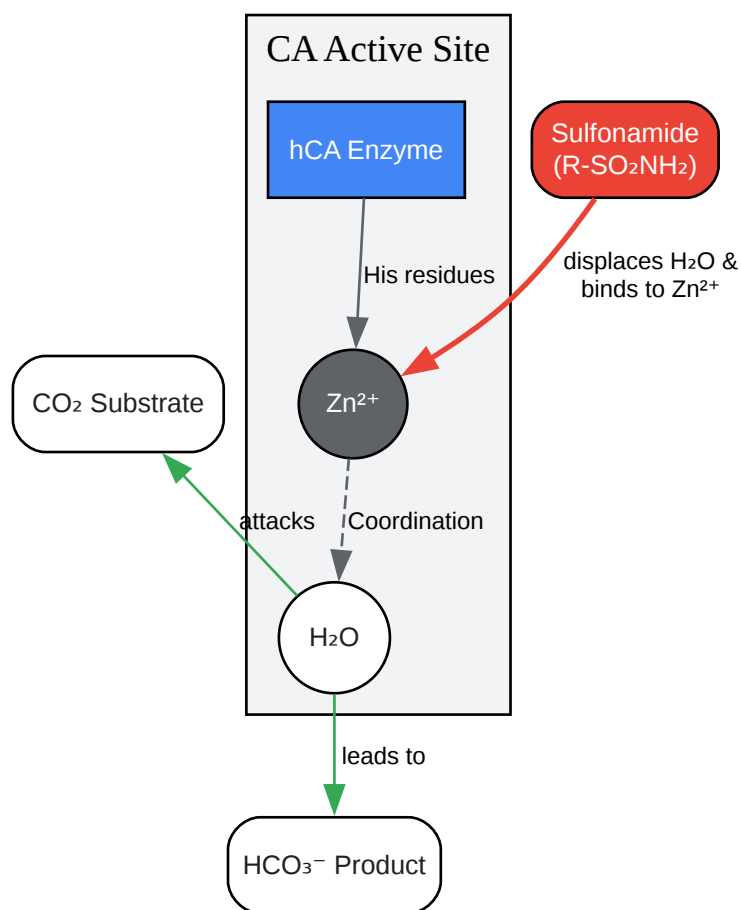 CA Active Site
hCA Enzyme
Sulfonamide
(R-SO₂NH₂)
His residues
displaces H₂O &
binds to Zn²⁺
Zn²⁺
CO₂ Substrate
attacks
Coordination
H₂O
leads to
HCO₃⁻ Product